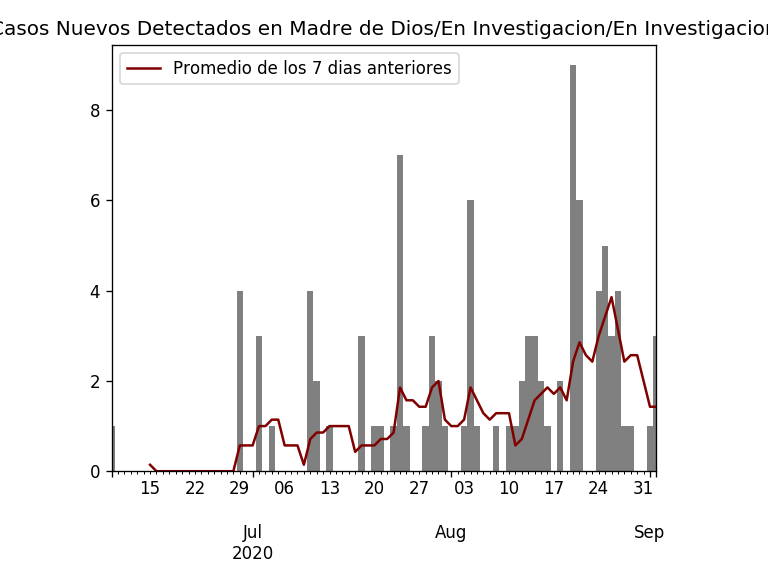 Casos Nuevos Detectados en Madre de Dios/En Investigacion/En Investigacion
Promedio de los 7 dias anteriores
8
6
4
2
0
15 22 29 06 13 20 27 03 10 17 24 31
Jul Aug Sep
2020